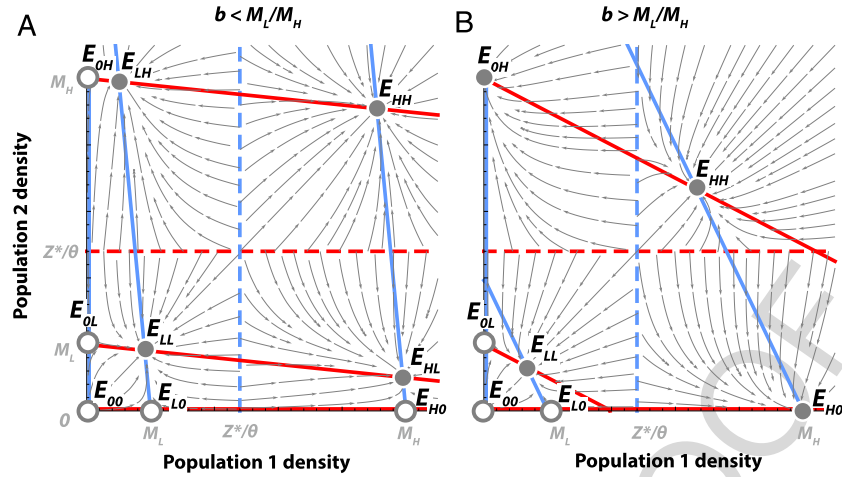 A
b < M_L/M_H
B
b > M_L/M_H
E_0H
E_LH
E_HH
M_H
Population 2 density
Z*/θ
E_0L
E_LL
E_HL
M_L
E_00
E_L0
E_H0
0
M_L
Z*/θ
M_H
Population 1 density
E_0H
E_HH
E_0L
E_LL
E_00
E_L0
E_H0
M_L
Z*/θ
M_H
Population 1 density
OOF